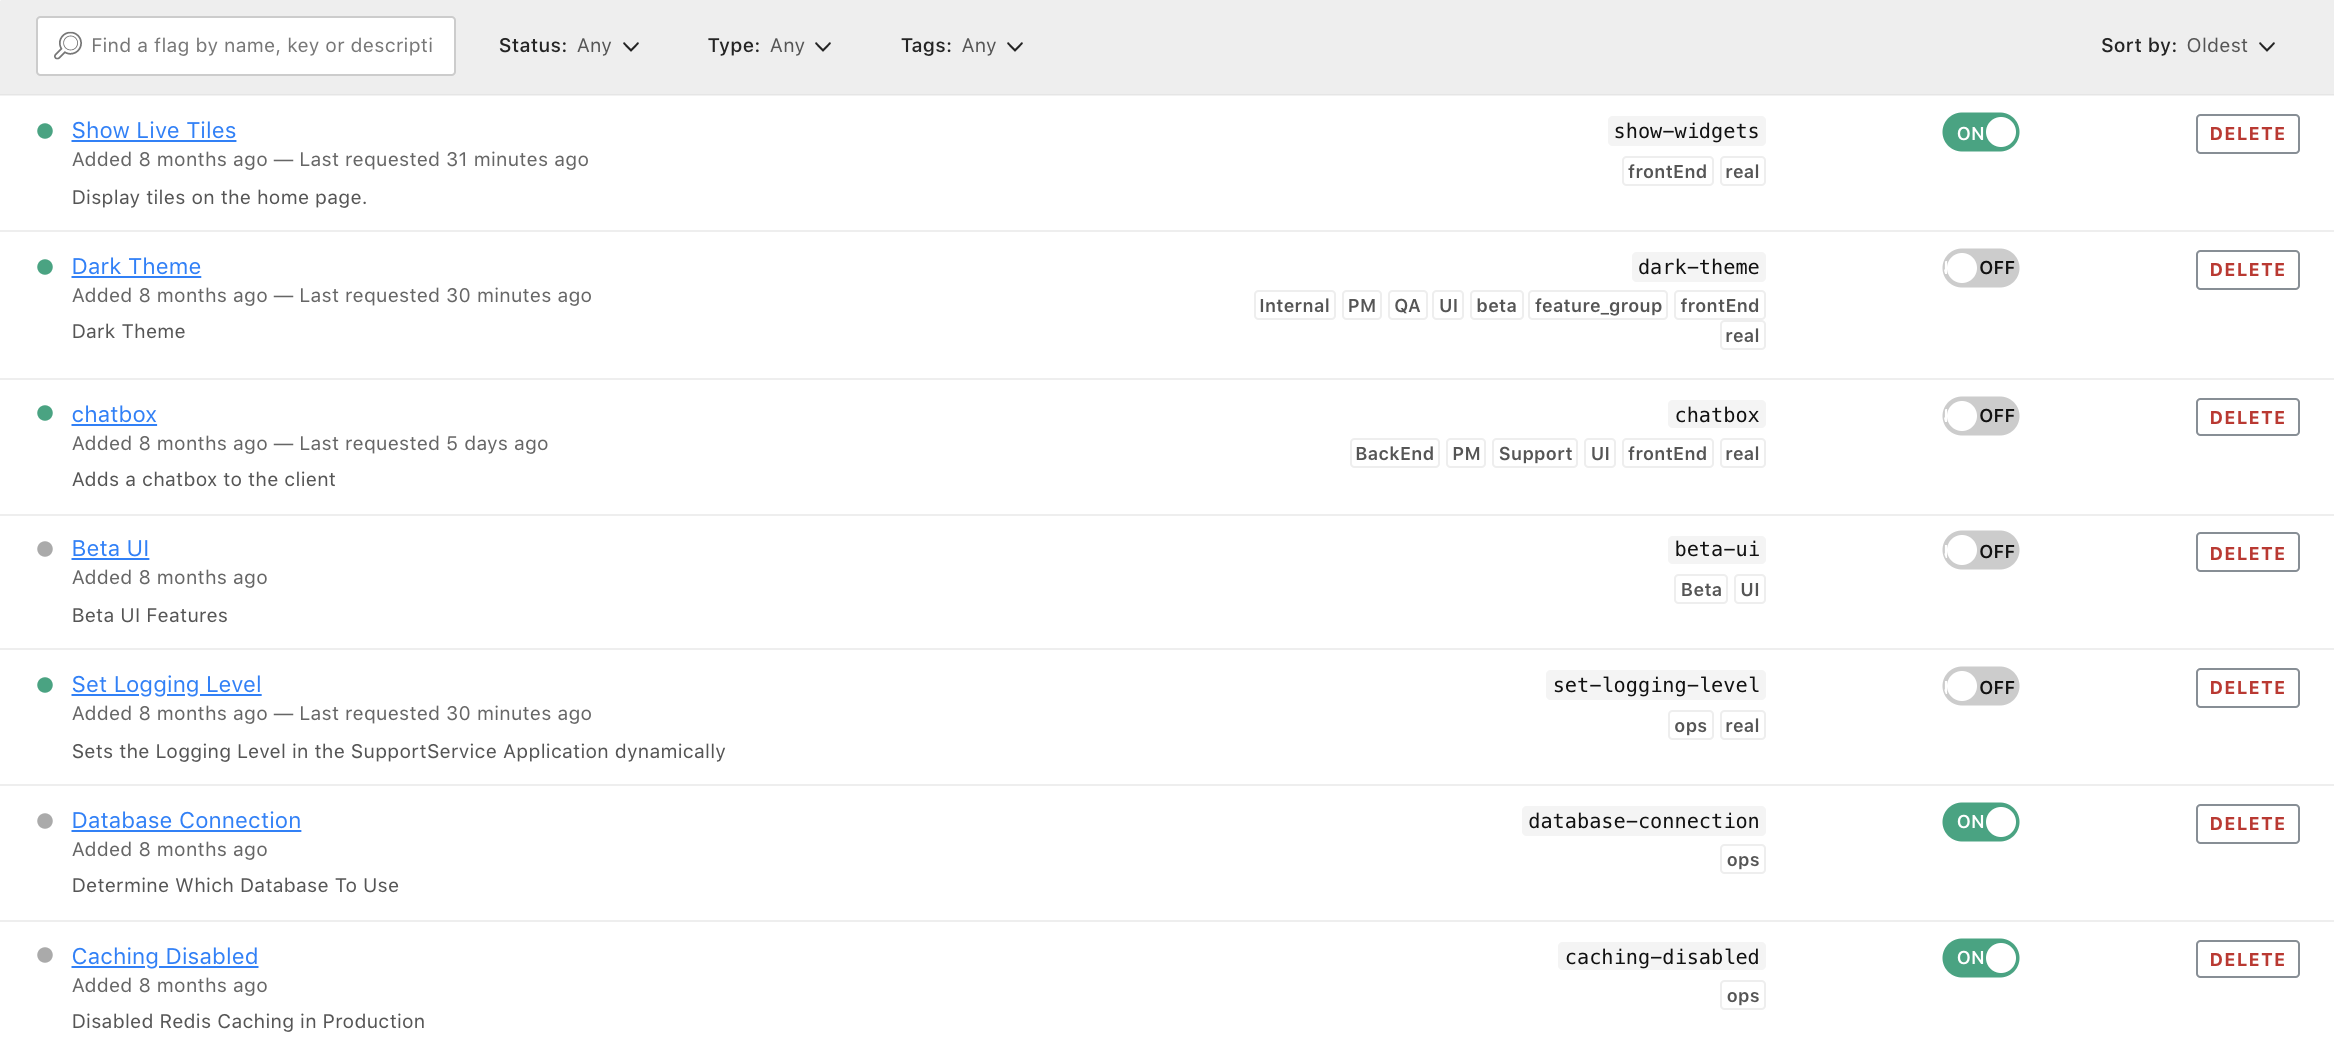 Find a flag by name, key or descripti Status: Any Type: Any Tags: Any Sort by: Oldest
Show Live Tiles show-widgets ON DELETE
Added 8 months ago — Last requested 31 minutes ago frontEnd real
Display tiles on the home page.
Dark Theme dark-theme OFF DELETE
Added 8 months ago — Last requested 30 minutes ago Internal PM QA UI beta feature_group frontEnd
Dark Theme real
chatbox chatbox OFF DELETE
Added 8 months ago — Last requested 5 days ago BackEnd PM Support UI frontEnd real
Adds a chatbox to the client
Beta UI beta-ui OFF DELETE
Added 8 months ago Beta UI
Beta UI Features
Set Logging Level set-logging-level OFF DELETE
Added 8 months ago — Last requested 30 minutes ago ops real
Sets the Logging Level in the SupportService Application dynamically
Database Connection database-connection ON DELETE
Added 8 months ago ops
Determine Which Database To Use
Caching Disabled caching-disabled ON DELETE
Added 8 months ago ops
Disabled Redis Caching in Production